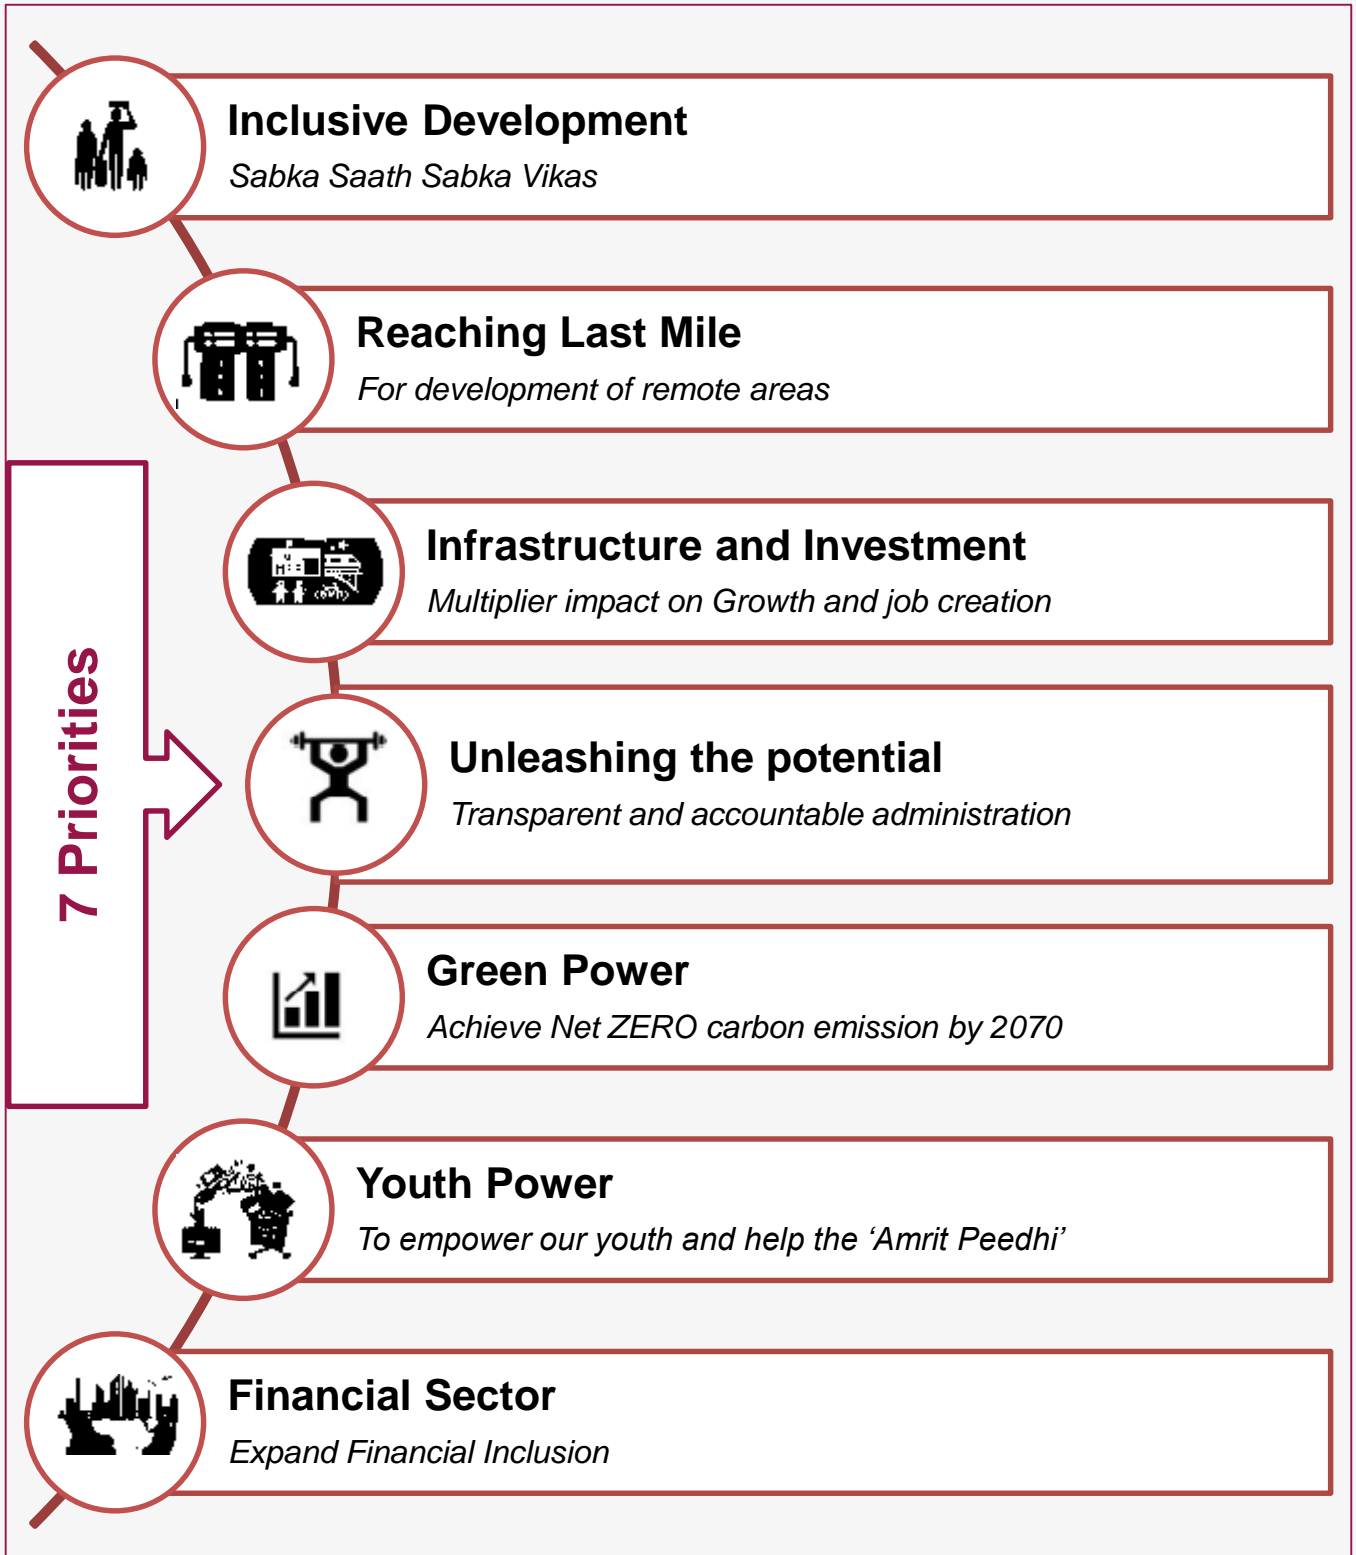 Inclusive Development
Sabka Saath Sabka Vikas
Reaching Last Mile
For development of remote areas
Infrastructure and Investment
Multiplier impact on Growth and job creation
7 Priorities
Unleashing the potential
Transparent and accountable administration
Green Power
Achieve Net ZERO carbon emission by 2070
Youth Power
To empower our youth and help the ‘Amrit Peedhi’
Financial Sector
Expand Financial Inclusion